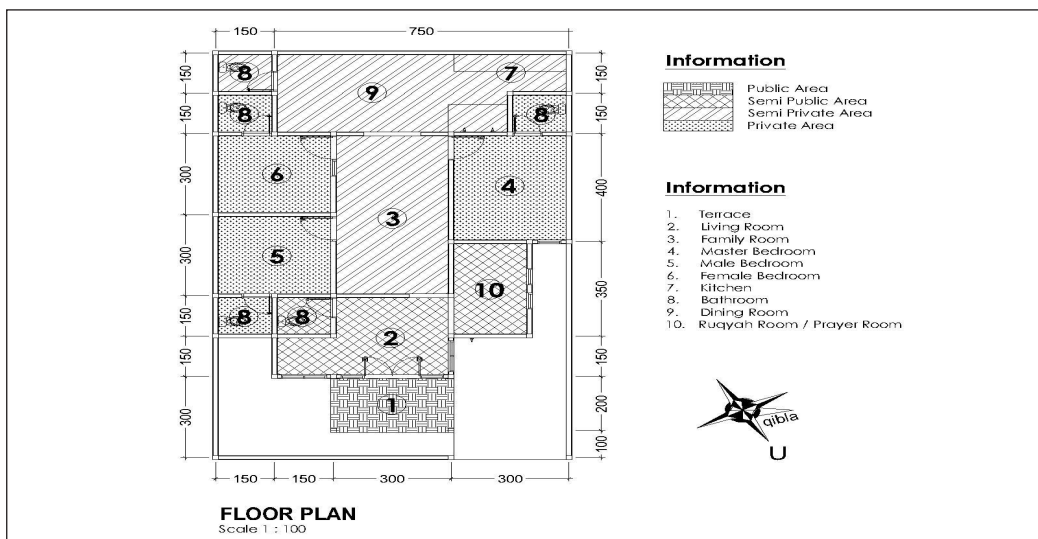 150 750
150
150
300
300
150
150
300
150
150
400
350
150
200
100
8
7
9
8
8
6
4
3
5
10
8
8
2
1
150 150 300 300
FLOOR PLAN
Scale 1 : 100
Information
Public Area
Semi Public Area
Semi Private Area
Private Area
Information
1. Terrace
2. Living Room
3. Family Room
4. Master Bedroom
5. Male Bedroom
6. Female Bedroom
7. Kitchen
8. Bathroom
9. Dining Room
10. Ruqyah Room / Prayer Room
qibla
U